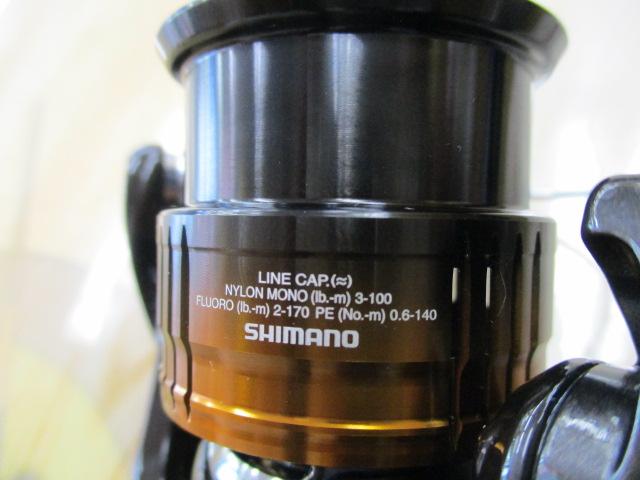 LINE CAP.(≈)
NYLON MONO (lb.-m) 3-100
FLUORO (lb.-m) 2-170 PE (No.-m) 0.6-140
SHIMANO